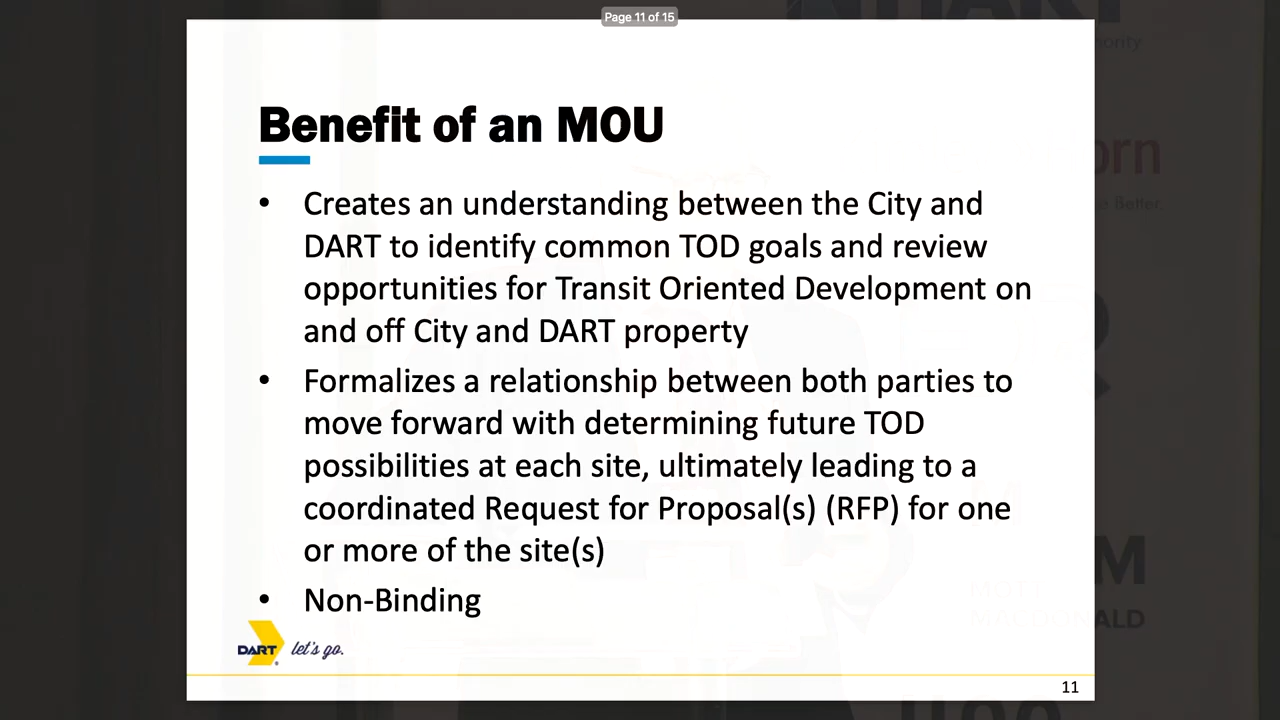 Page 11 of 15
Benefit of an MOU
• Creates an understanding between the City and
DART to identify common TOD goals and review
opportunities for Transit Oriented Development on
and off City and DART property
• Formalizes a relationship between both parties to
move forward with determining future TOD
possibilities at each site, ultimately leading to a
coordinated Request for Proposal(s) (RFP) for one
or more of the site(s)
• Non-Binding
DART let's go.
11
MOTT
MACDONALD